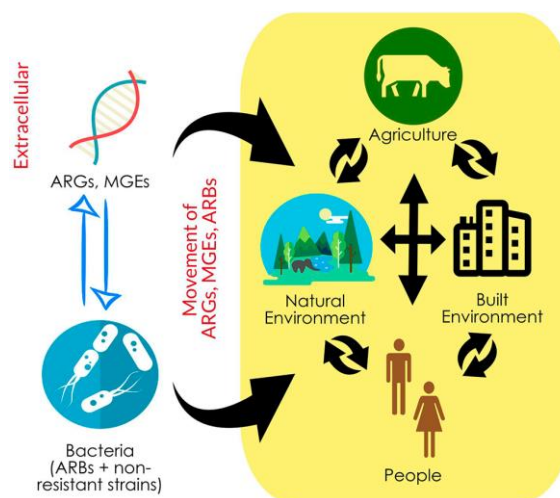 Extracellular
ARGs, MGEs
Bacteria
(ARBs + non-
resistant strains)
Movement of
ARGs, MGEs, ARBs
Agriculture
Natural
Environment
Built
Environment
People